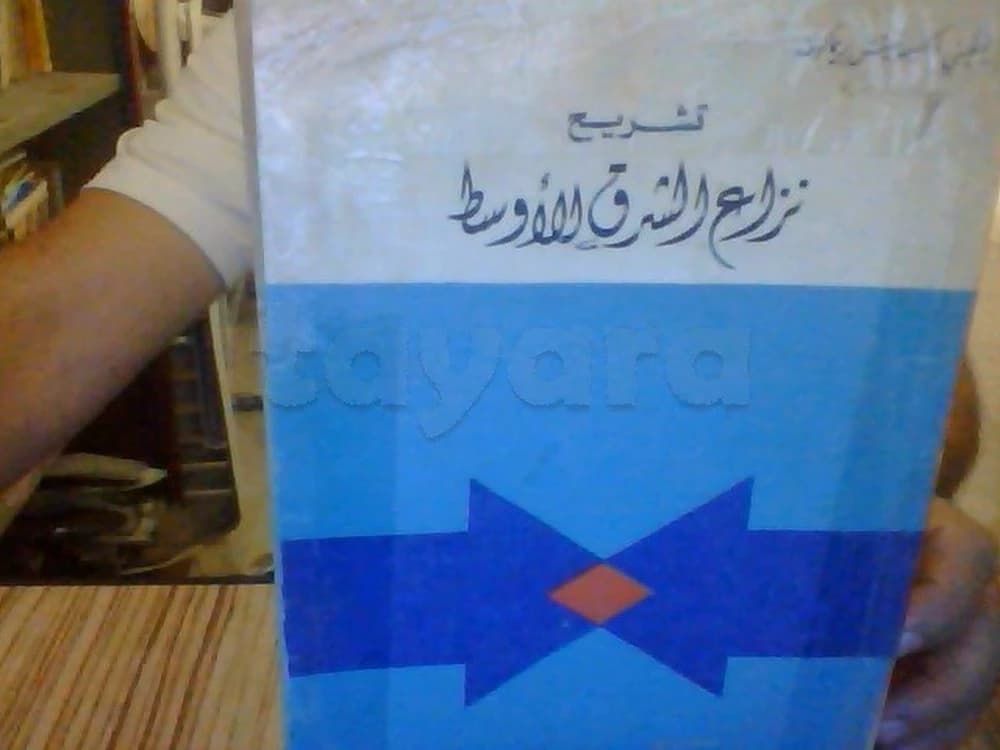 تشريح
نزاع الشرق الأوسط
tayara